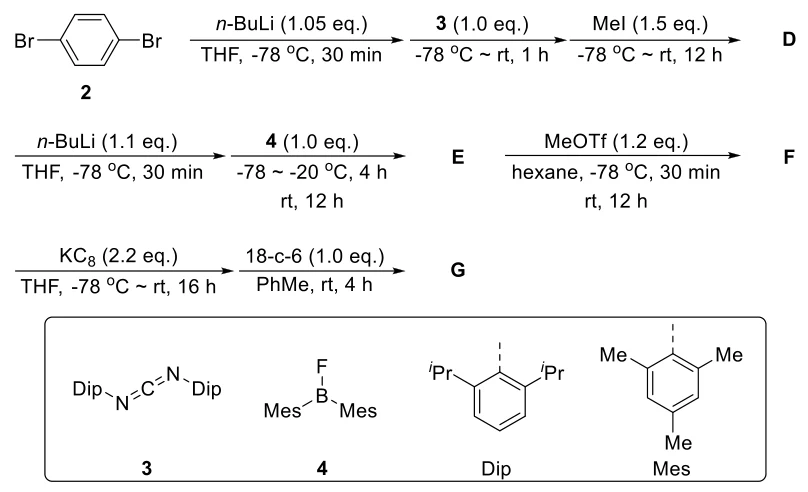 Br Br
2
n-BuLi (1.05 eq.)
THF, -78 °C, 30 min
3 (1.0 eq.)
-78 °C ~ rt, 1 h
MeI (1.5 eq.)
-78 °C ~ rt, 12 h
D
n-BuLi (1.1 eq.)
THF, -78 °C, 30 min
4 (1.0 eq.)
-78 ~ -20 °C, 4 h
rt, 12 h
E
MeOTf (1.2 eq.)
hexane, -78 °C, 30 min
rt, 12 h
F
KC8 (2.2 eq.)
THF, -78 °C ~ rt, 16 h
18-c-6 (1.0 eq.)
PhMe, rt, 4 h
G
Dip N C N Dip
3
F
B
Mes Mes
4
iPr iPr
Dip
Me Me
Me
Mes